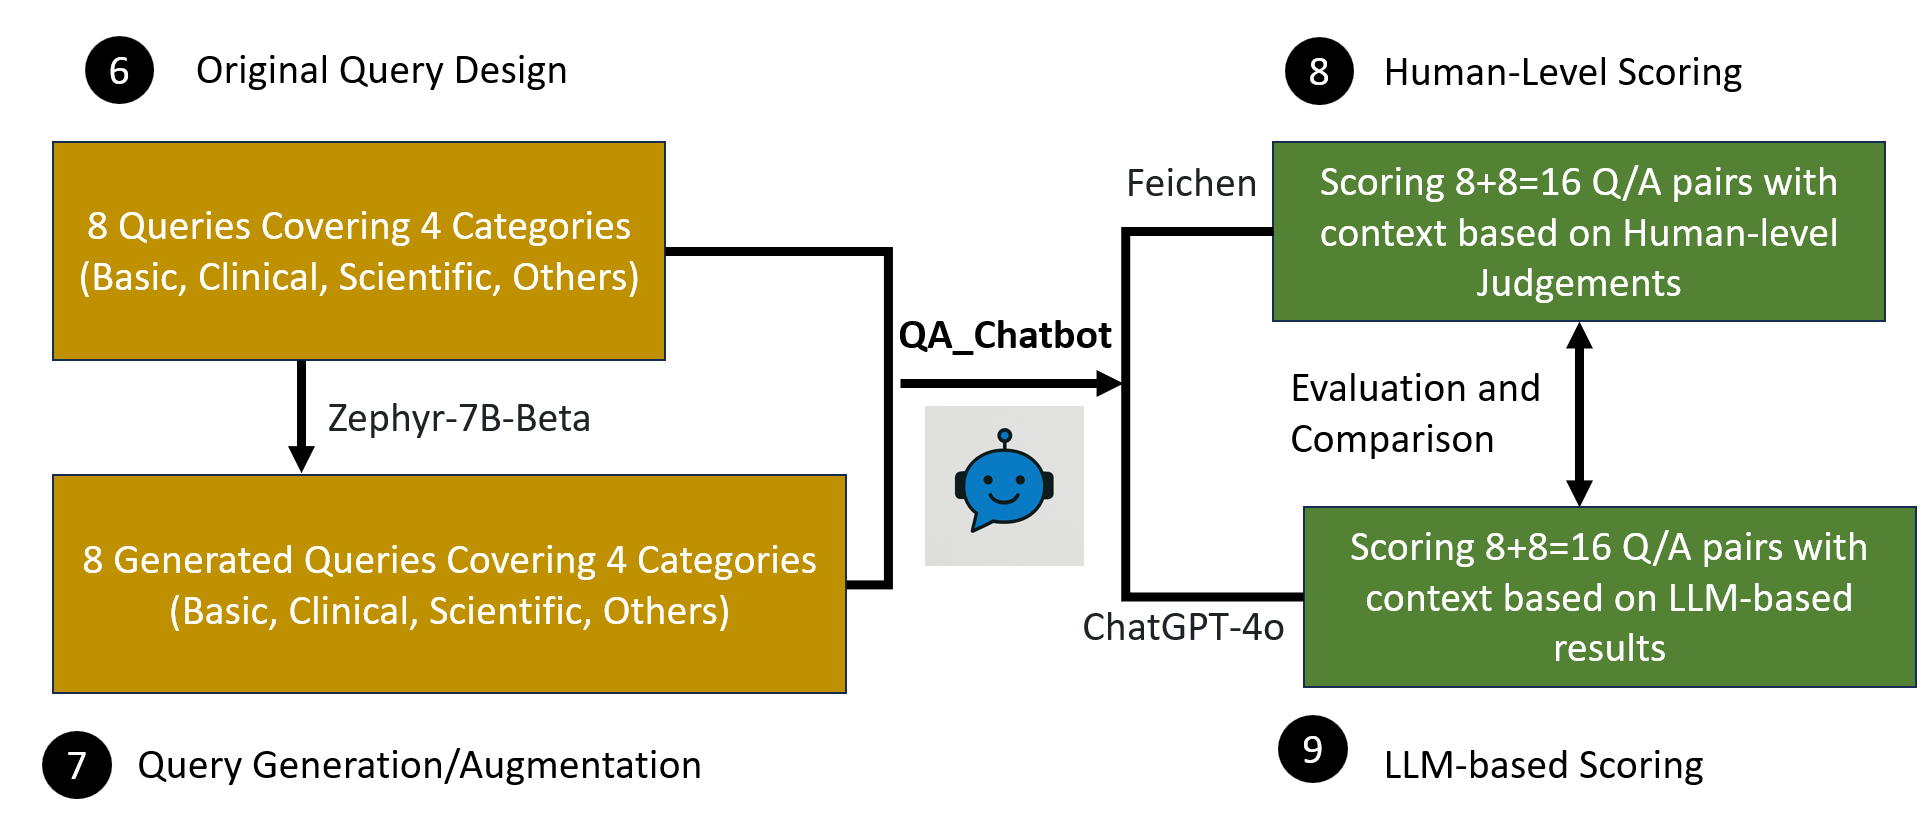 6
Original Query Design
8 Queries Covering 4 Categories
(Basic, Clinical, Scientific, Others)
Zephyr-7B-Beta
8 Generated Queries Covering 4 Categories
(Basic, Clinical, Scientific, Others)
7
Query Generation/Augmentation
QA_Chatbot
8
Human-Level Scoring
Feichen
Scoring 8+8=16 Q/A pairs with
context based on Human-level
Judgements
Evaluation and
Comparison
ChatGPT-4o
Scoring 8+8=16 Q/A pairs with
context based on LLM-based
results
9
LLM-based Scoring